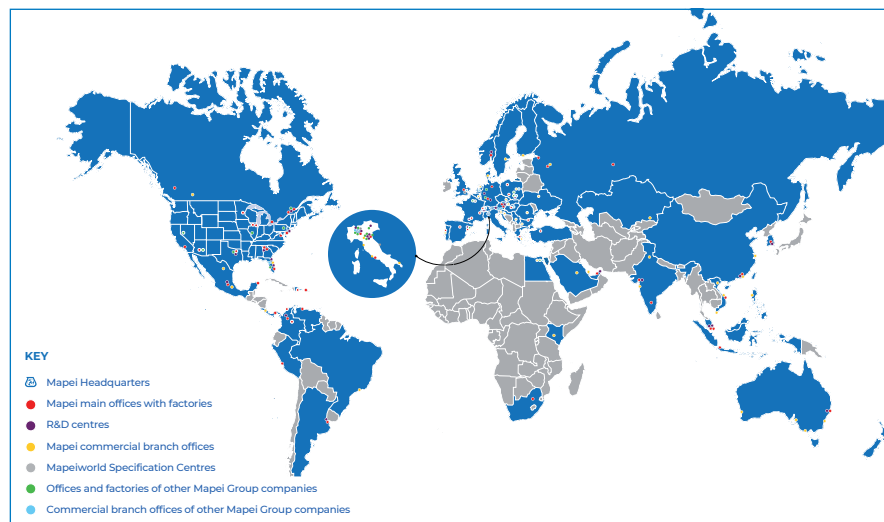 KEY
Mapei Headquarters
Mapei main offices with factories
R&D centres
Mapei commercial branch offices
Mapeiworld Specification Centres
Offices and factories of other Mapei Group companies
Commercial branch offices of other Mapei Group companies